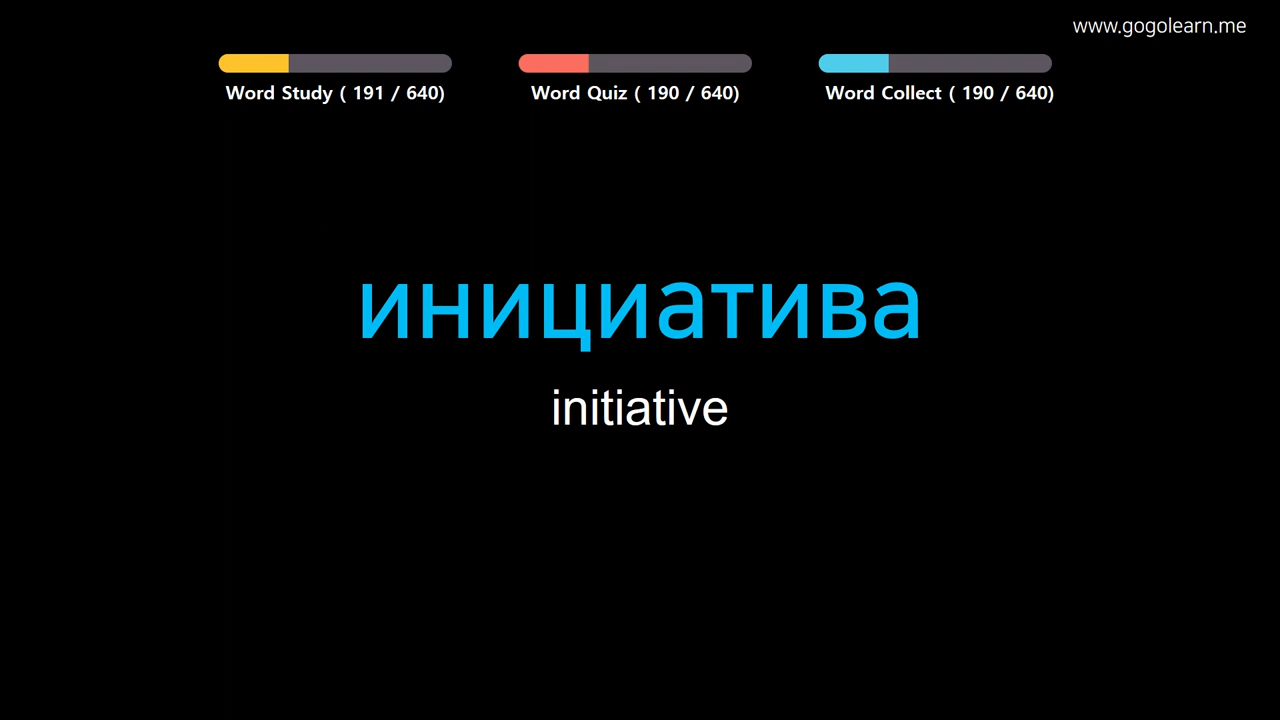 www.gogolearn.me
Word Study ( 191 / 640)
Word Quiz ( 190 / 640)
Word Collect ( 190 / 640)
инициатива
initiative